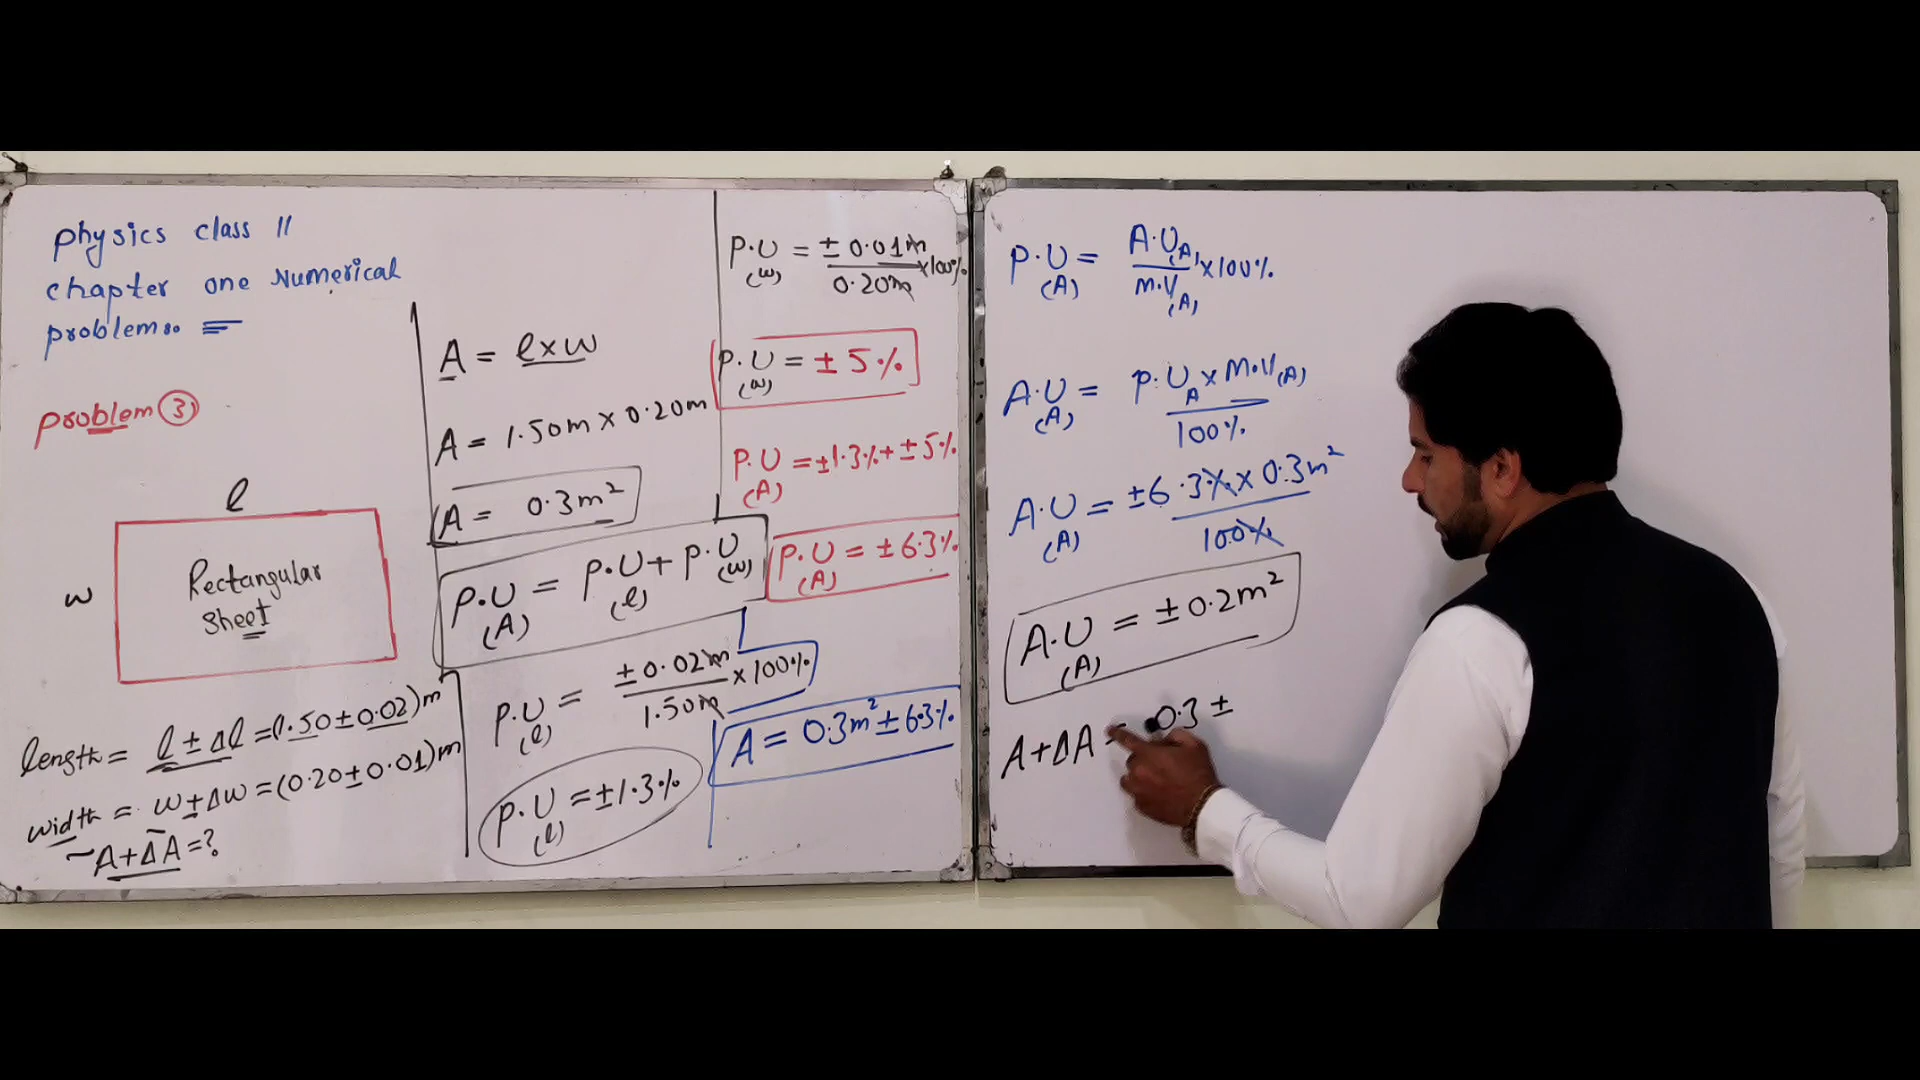 Physics class 11
chapter one Numerical
problems.
problem (3)
l
w
Rectangular
Sheet
length = l ± Δl = (1.50 ± 0.02) m
width = w ± Δw = (0.20 ± 0.01) m
A + ΔA = ?
A = l × w
A = 1.50m × 0.20m
A = 0.3m²
P.U (A) = P.U (l) + P.U (w)
P.U (l) = ± 0.02m / 1.50m × 100%
P.U (l) = ± 1.3%
P.U (w) = ± 0.01m / 0.20m × 100%
P.U (w) = ± 5%
P.U (A) = ± 1.3% + ± 5%
P.U (A) = ± 6.3%
A = 0.3m² ± 6.3%
P.U (A) = A.U (A) / M.V (A) × 100%
A.U (A) = P.U A × M.V (A) / 100%
A.U (A) = ± 6.3% × 0.3m² / 100%
A.U (A) = ± 0.2m²
A + ΔA = 0.3 ±